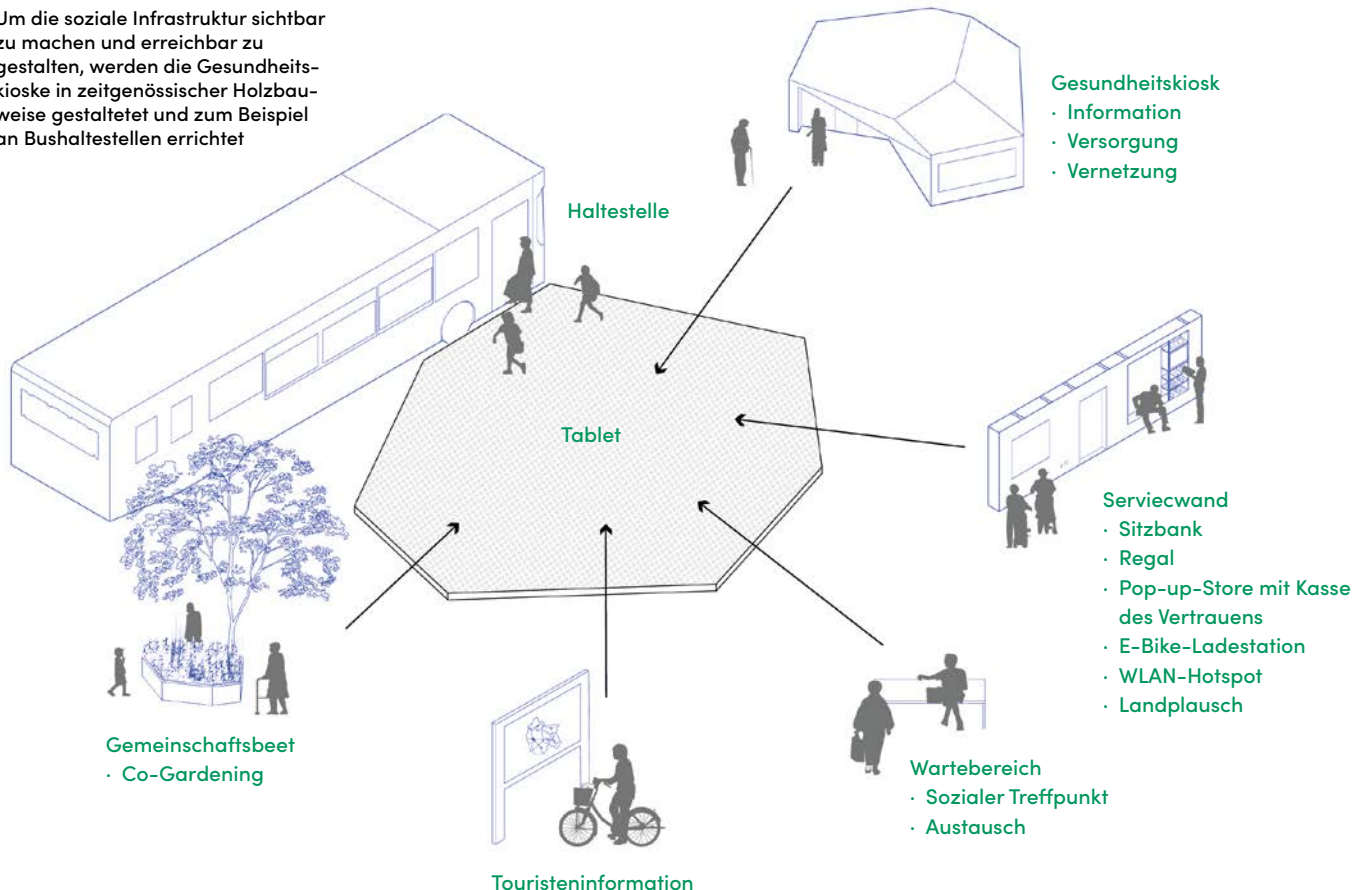 Um die soziale Infrastruktur sichtbar
zu machen und erreichbar zu
gestalten, werden die Gesundheits-
kioske in zeitgenössischer Holzbau-
weise gestaltetet und zum Beispiel
an Bushaltestellen errichtet
Gesundheitskiosk
· Information
· Versorgung
· Vernetzung
Haltestelle
Tablet
Serviecwand
· Sitzbank
· Regal
· Pop-up-Store mit Kasse
des Vertrauens
· E-Bike-Ladestation
· WLAN-Hotspot
· Landplausch
Gemeinschaftsbeet
· Co-Gardening
Wartebereich
· Sozialer Treffpunkt
· Austausch
Touristeninformation